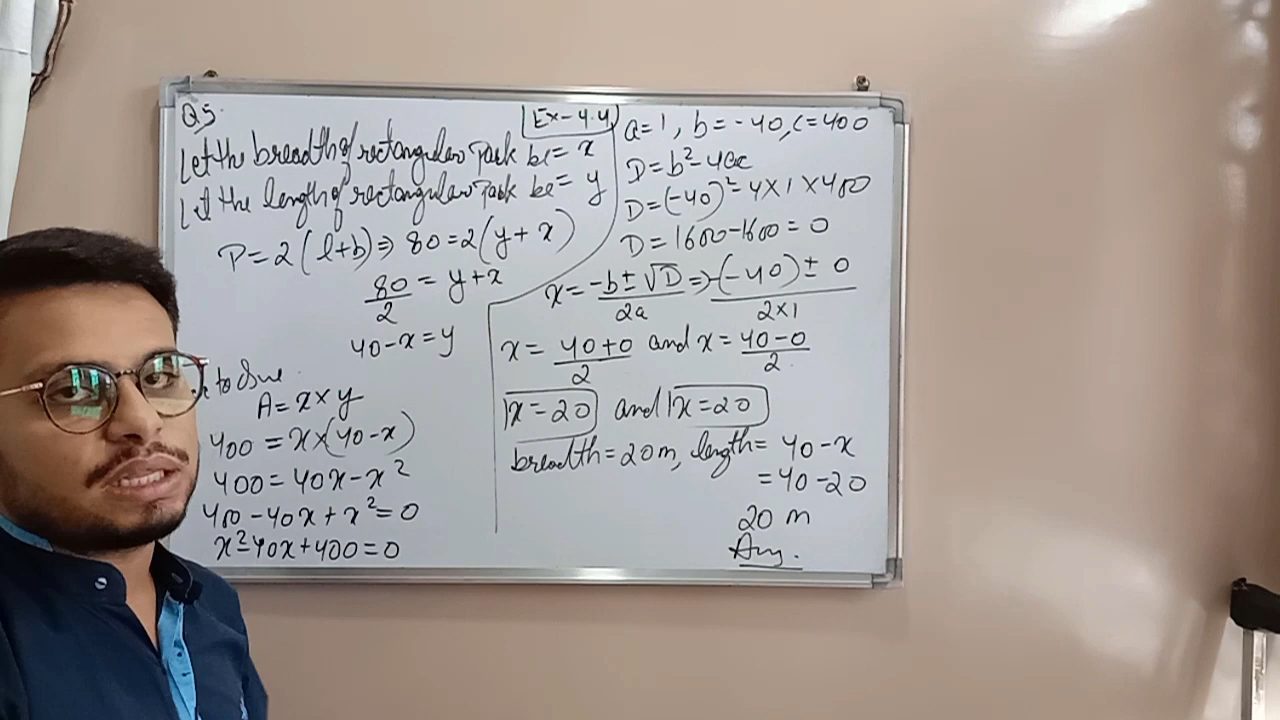 Q5.
Ex-4.4
Let the breadth of rectangular Park be = x
Let the length of rectangular Park be = y
P=2(l+b)⇒ 80=2(y+x)
80/2 = y+x
40-x=y
A=x×y
400 = x×(40-x)
400=40x-x²
400-40x+x²=0
x²-40x+400=0
a=1, b=-40, c=400
D=b²-4ac
D=(-40)²-4×1×400
D=1600-1600=0
x=-b±√D/2a ⇒ -(-40)±0/2×1
x= 40+0/2 and x= 40-0/2
x=20 and x=20
breadth=20m, length= 40-x
=40-20
20 m
Ans.